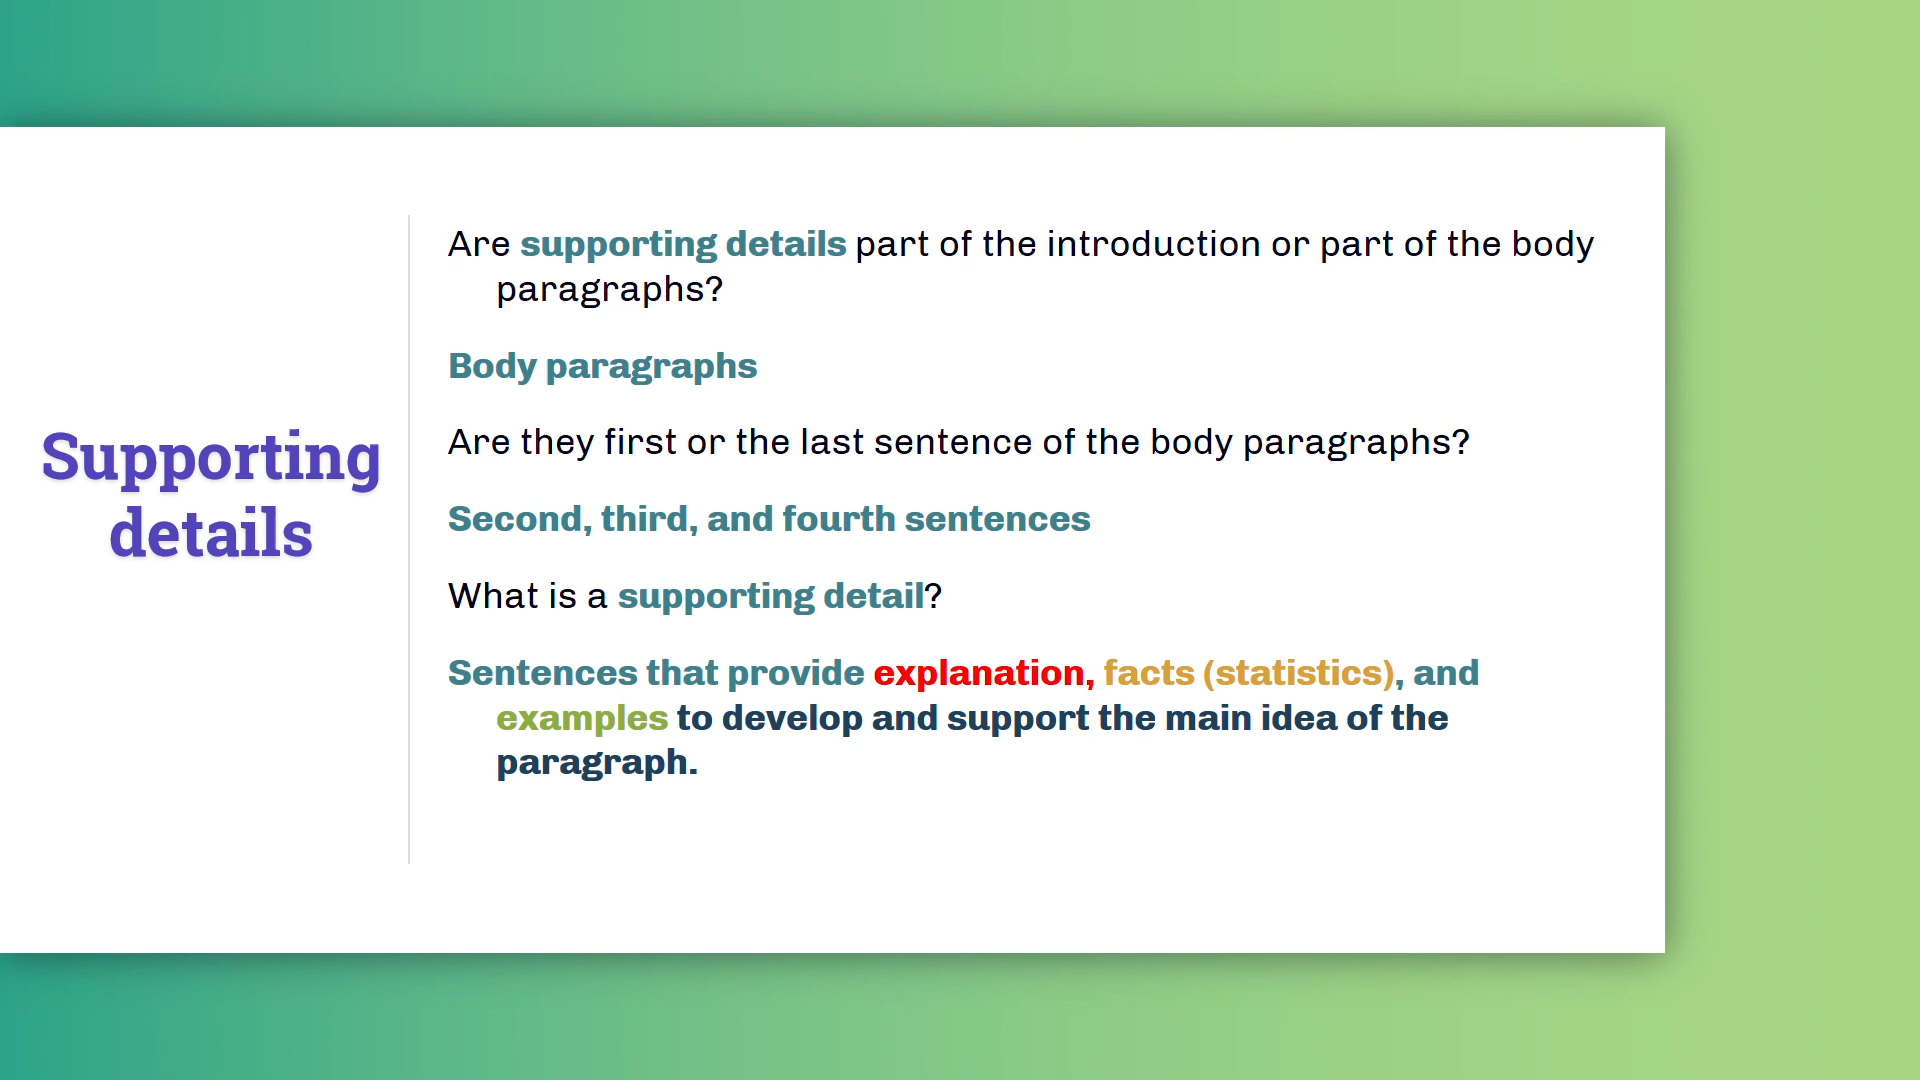 Supporting
details
Are supporting details part of the introduction or part of the body
paragraphs?
Body paragraphs
Are they first or the last sentence of the body paragraphs?
Second, third, and fourth sentences
What is a supporting detail?
Sentences that provide explanation, facts (statistics), and
examples to develop and support the main idea of the
paragraph.